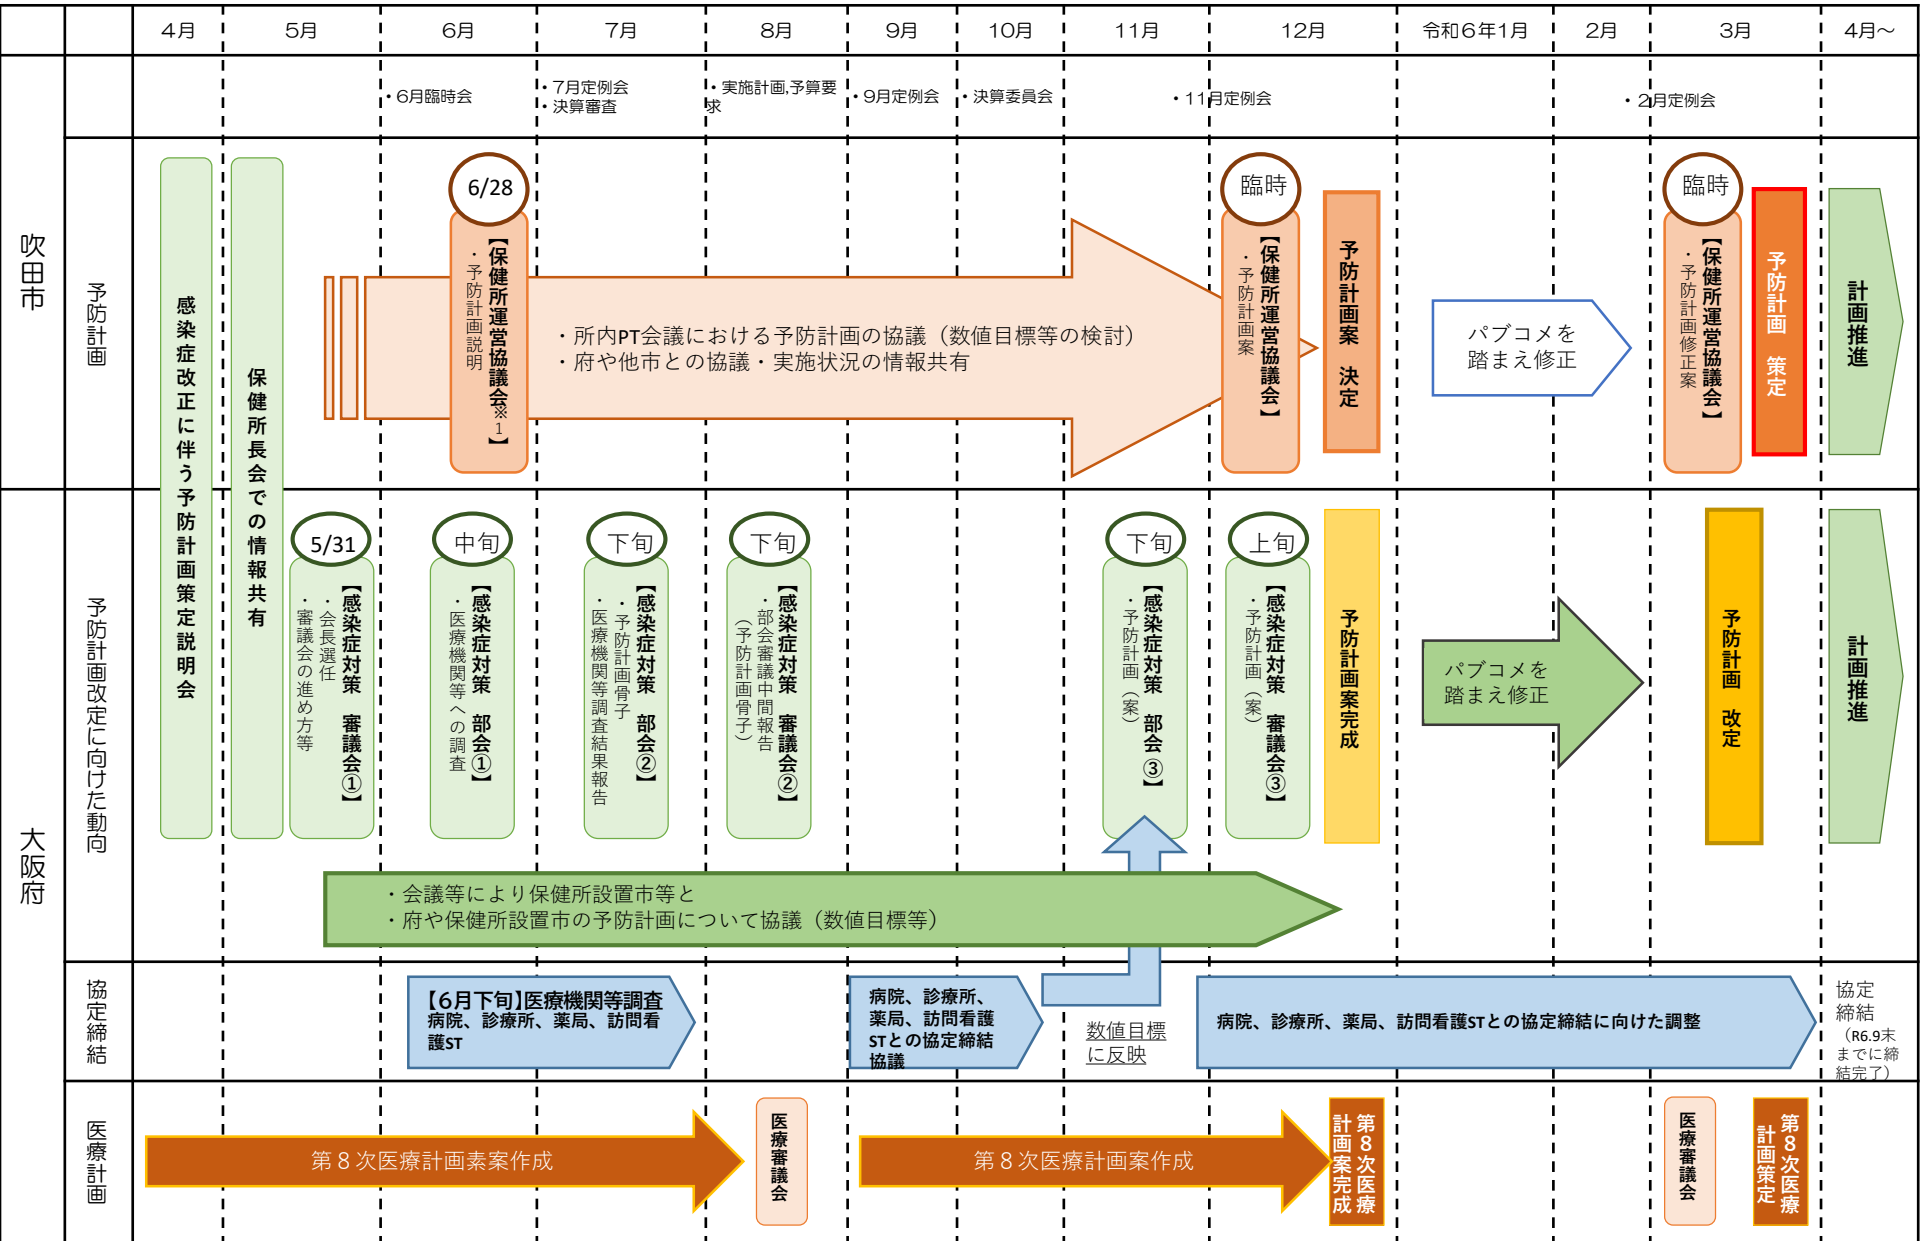 4月
5月
6月
7月
8月
9月
10月
11月
12月
令和6年1月
2月
3月
4月～
・6月臨時会
・7月定例会
・決算審査
・実施計画,予算要
求
・9月定例会
・決算委員会
・11月定例会
・2月定例会
吹田市
予防計画
感染症改正に伴う予防計画策定説明会
保健所長会での情報共有
6/28
【保健所運営協議会※1】
・予防計画説明
・所内PT会議における予防計画の協議（数値目標等の検討）
・府や他市との協議・実施状況の情報共有
臨時
【保健所運営協議会】
・予防計画案
予防計画案　決定
パブコメを
踏まえ修正
臨時
【保健所運営協議会】
・予防計画修正案
予防計画　策定
計画推進
大阪府
予防計画改定に向けた動向
5/31
【感染症対策　審議会①】
・会長選任
・審議会の進め方等
中旬
【感染症対策　部会①】
・医療機関等への調査
下旬
【感染症対策　部会②】
・予防計画骨子
・医療機関等調査結果報告
下旬
【感染症対策　審議会②】
・部会審議中間報告
（予防計画骨子）
下旬
【感染症対策　部会③】
・予防計画（案）
上旬
【感染症対策　審議会③】
・予防計画（案）
予防計画案完成
パブコメを
踏まえ修正
予防計画　改定
計画推進
・会議等により保健所設置市等と
・府や保健所設置市の予防計画について協議（数値目標等）
協定締結
【6月下旬】医療機関等調査
病院、診療所、薬局、訪問看
護ST
病院、診療所、
薬局、訪問看護
STとの協定締結
協議
数値目標
に反映
病院、診療所、薬局、訪問看護STとの協定締結に向けた調整
協定
締結
（R6.9末
までに締
結完了）
医療計画
第８次医療計画素案作成
医療審議会
第８次医療計画案作成
第８次医療
計画案完成
医療審議会
第８次医療
計画策定